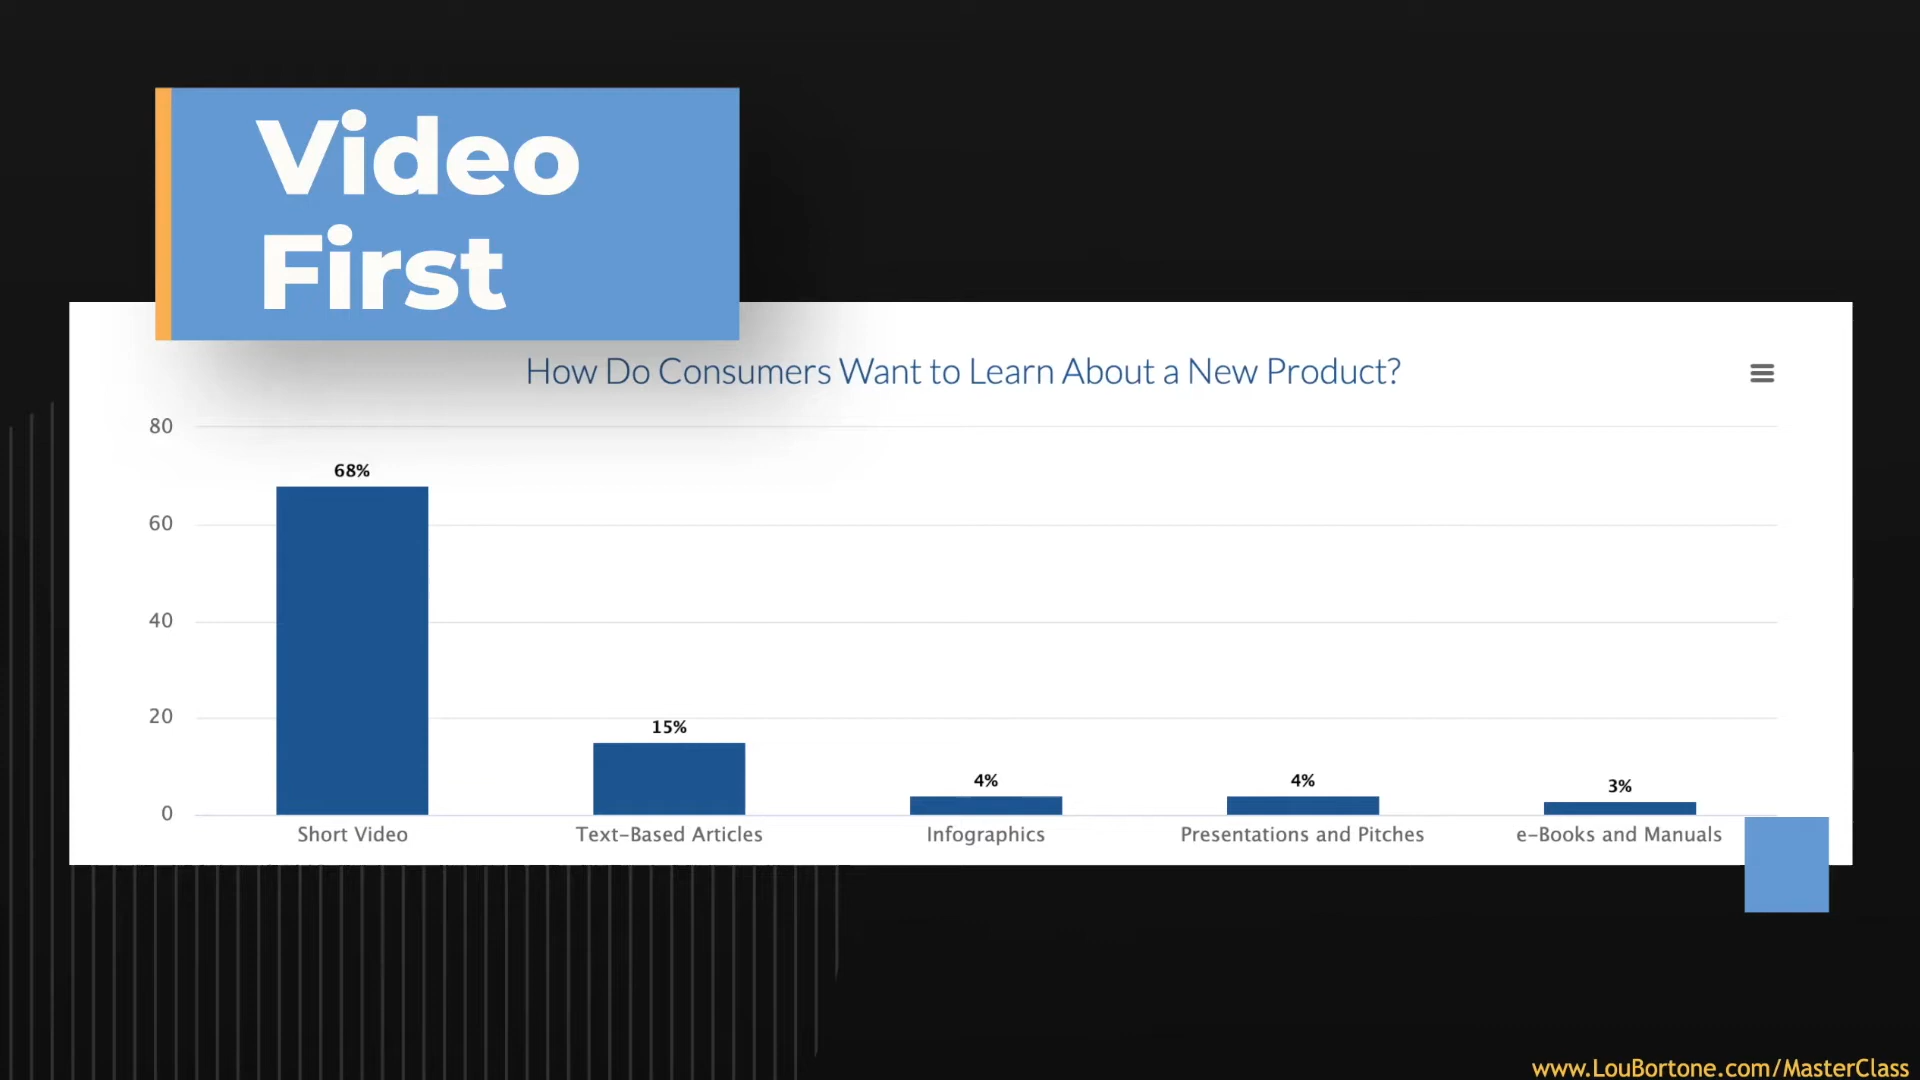 Video
First
How Do Consumers Want to Learn About a New Product?
80
68%
60
40
20
15%
4%
4%
3%
0
Short Video
Text-Based Articles
Infographics
Presentations and Pitches
e-Books and Manuals
www.LouBortone.com/MasterClass